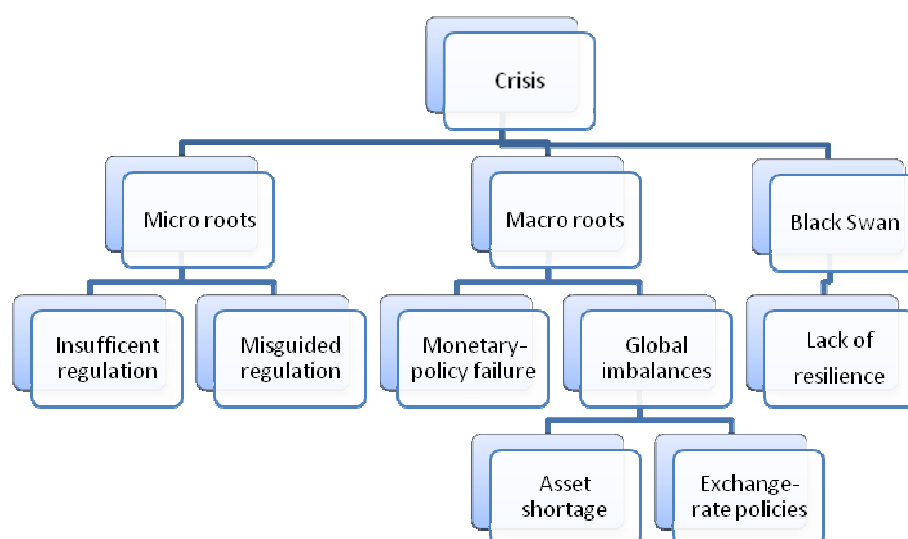 Crisis
Micro roots
Macro roots
Black Swan
Insufficent
regulation
Misguided
regulation
Monetary-
policy failure
Global
imbalances
Lack of
resilience
Asset
shortage
Exchange-
rate policies